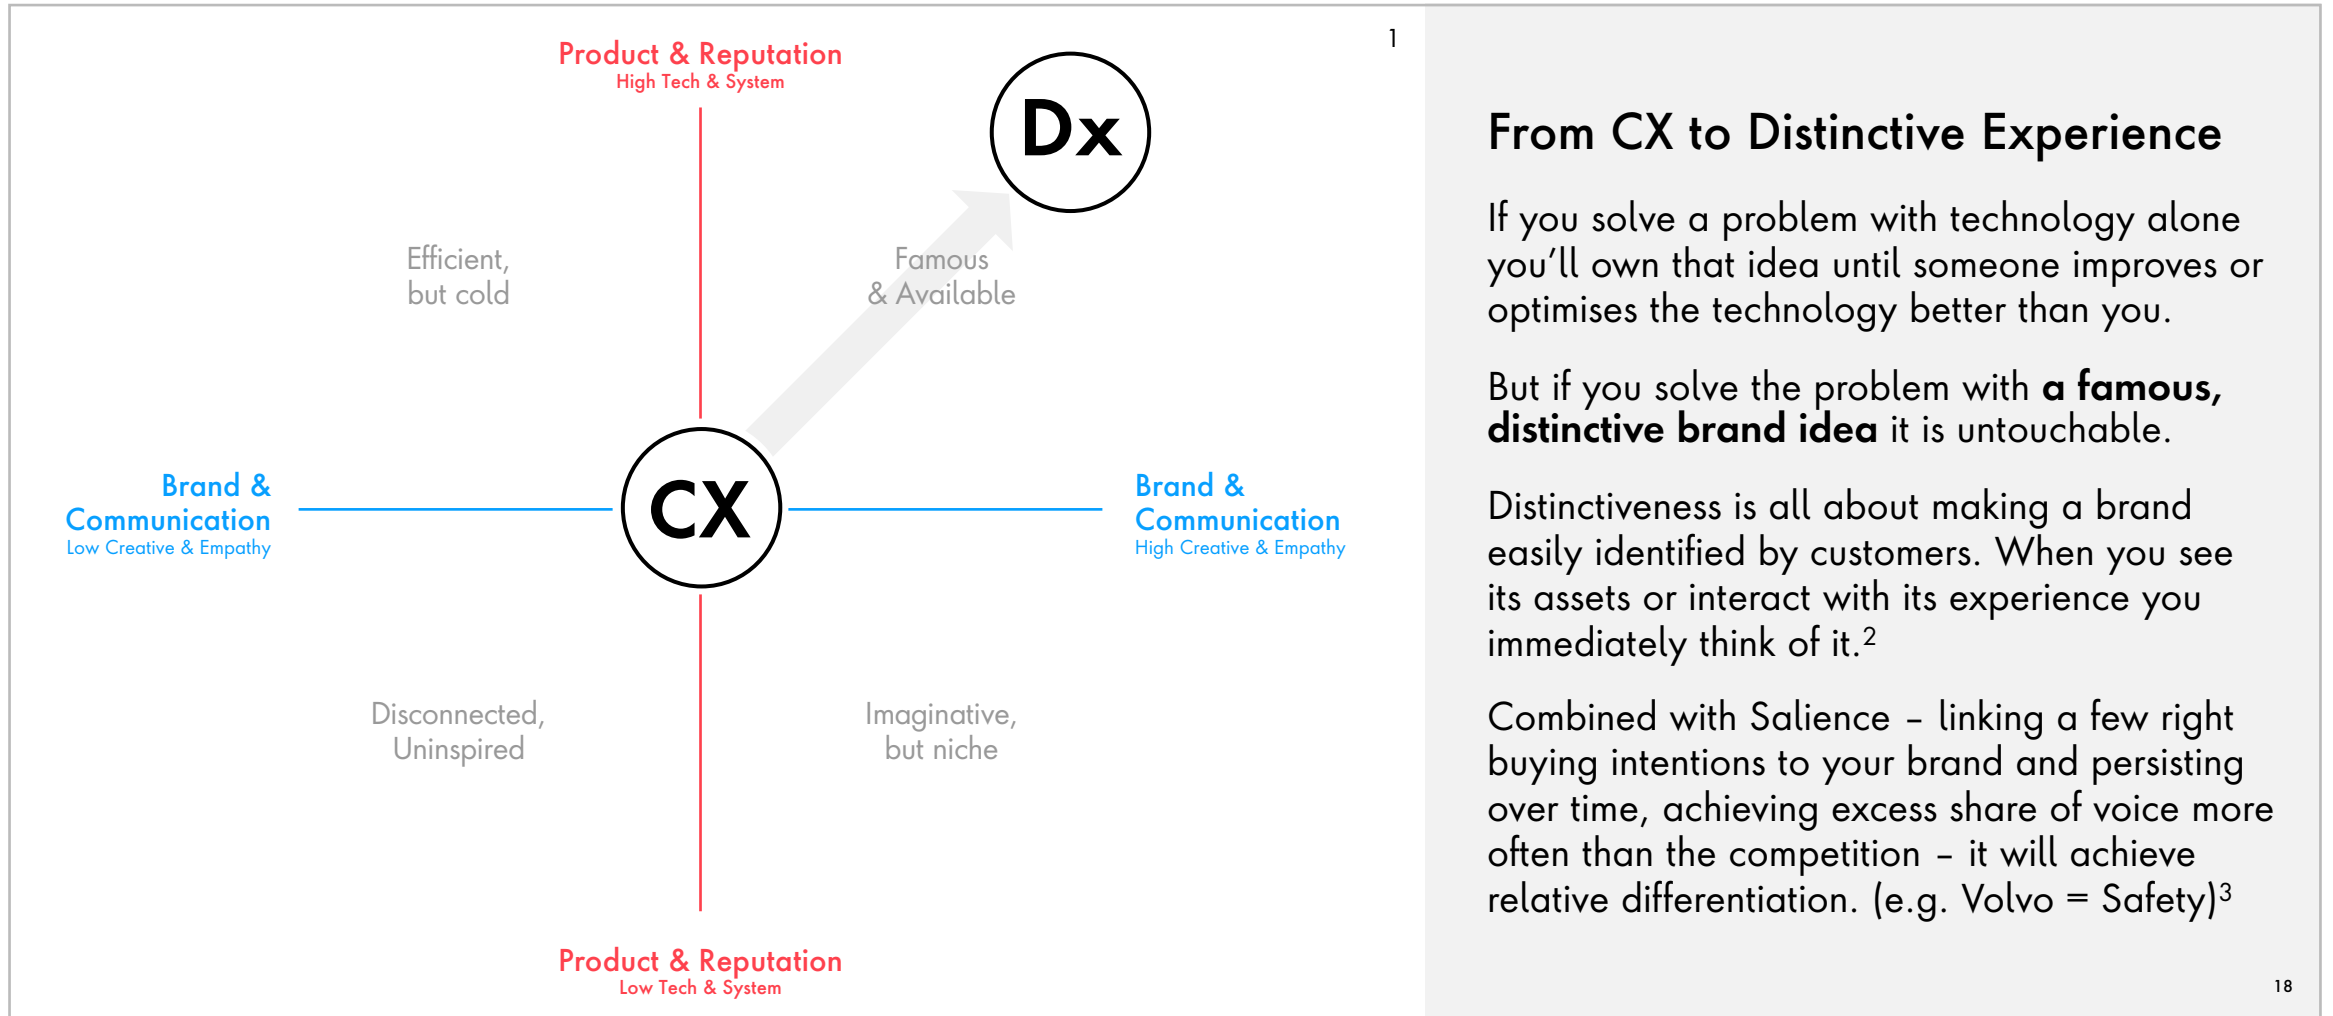 1
Product & Reputation
High Tech & System
Dx
Efficient,
but cold
Famous
& Available
Brand &
Communication
Low Creative & Empathy
CX
Brand &
Communication
High Creative & Empathy
Disconnected,
Uninspired
Imaginative,
but niche
Product & Reputation
Low Tech & System
From CX to Distinctive Experience
If you solve a problem with technology alone
you’ll own that idea until someone improves or
optimises the technology better than you.
But if you solve the problem with a famous,
distinctive brand idea it is untouchable.
Distinctiveness is all about making a brand
easily identified by customers. When you see
its assets or interact with its experience you
immediately think of it.²
Combined with Salience – linking a few right
buying intentions to your brand and persisting
over time, achieving excess share of voice more
often than the competition – it will achieve
relative differentiation. (e.g. Volvo = Safety)³
18